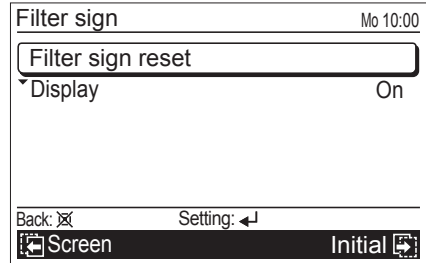 Filter sign Mo 10:00
Filter sign reset
Display On
Back: Setting:
Screen Initial